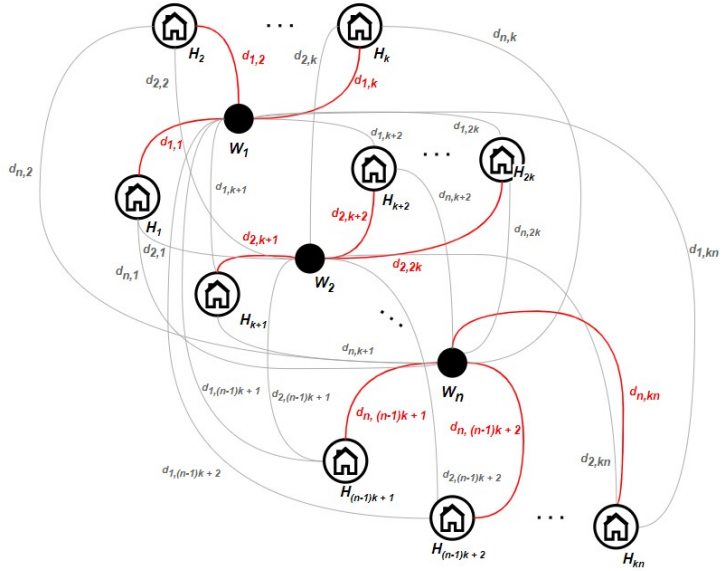 H2
. . .
Hk
d1,2
d2,2
d2,k
d1,k
dn,k
W1
d1,1
d1,k+2
d1,2k
. . .
dn,2
d1,k+1
Hk+2
H2k
dn,k+2
H1
d2,k+2
d2,1
d2,k+1
dn,2k
dn,1
d2,2k
d1,kn
W2
Hk+1
. . .
dn,k+1
Wn
d1,(n-1)k + 1
d2,(n-1)k + 1
dn, (n-1)k + 1
dn, (n-1)k + 2
dn,kn
d1,(n-1)k + 2
d2,(n-1)k + 2
d2,kn
H(n-1)k + 1
. . .
H(n-1)k + 2
Hkn